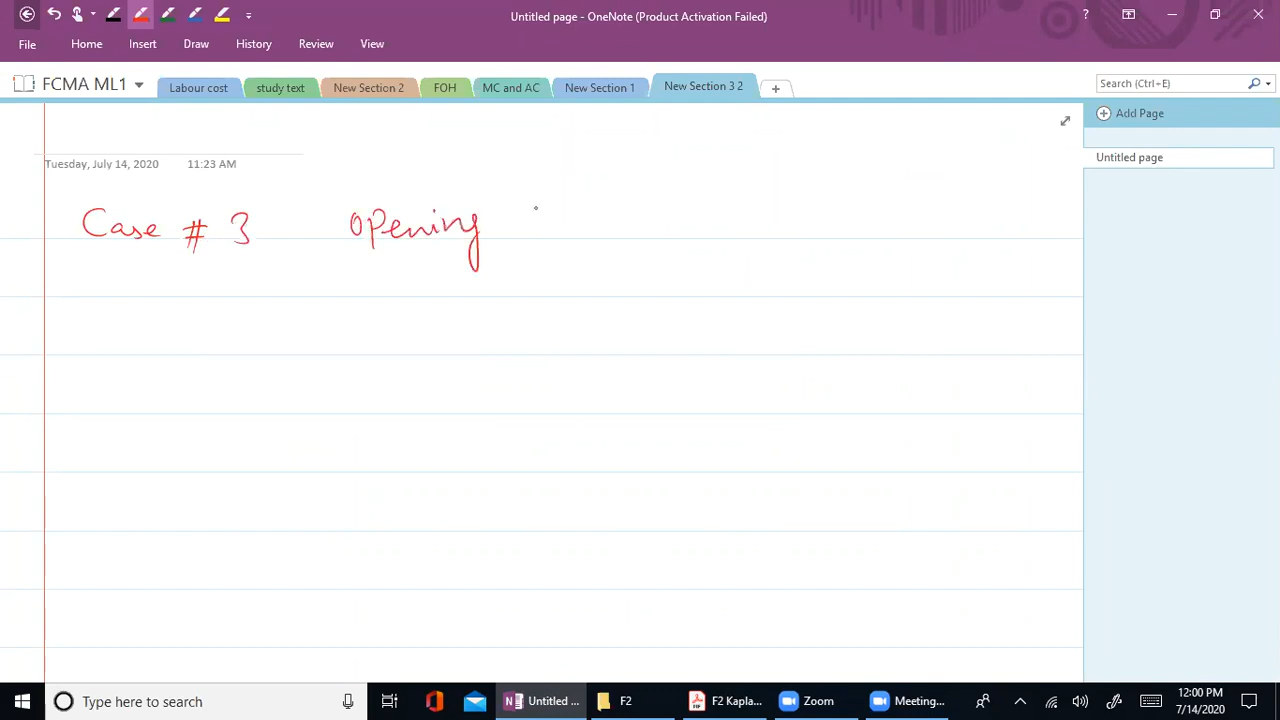 Untitled page - OneNote (Product Activation Failed)
?
File Home Insert Draw History Review View
FCMA ML1
Labour cost study text New Section 2 FOH MC and AC New Section 1 New Section 3 2
Search (Ctrl+E)
Add Page
Untitled page
Tuesday, July 14, 2020 11:23 AM
Case # 3 Opening
Type here to search
Untitled ...
F2
F2 Kapla...
Zoom
Meeting...
12:00 PM
7/14/2020